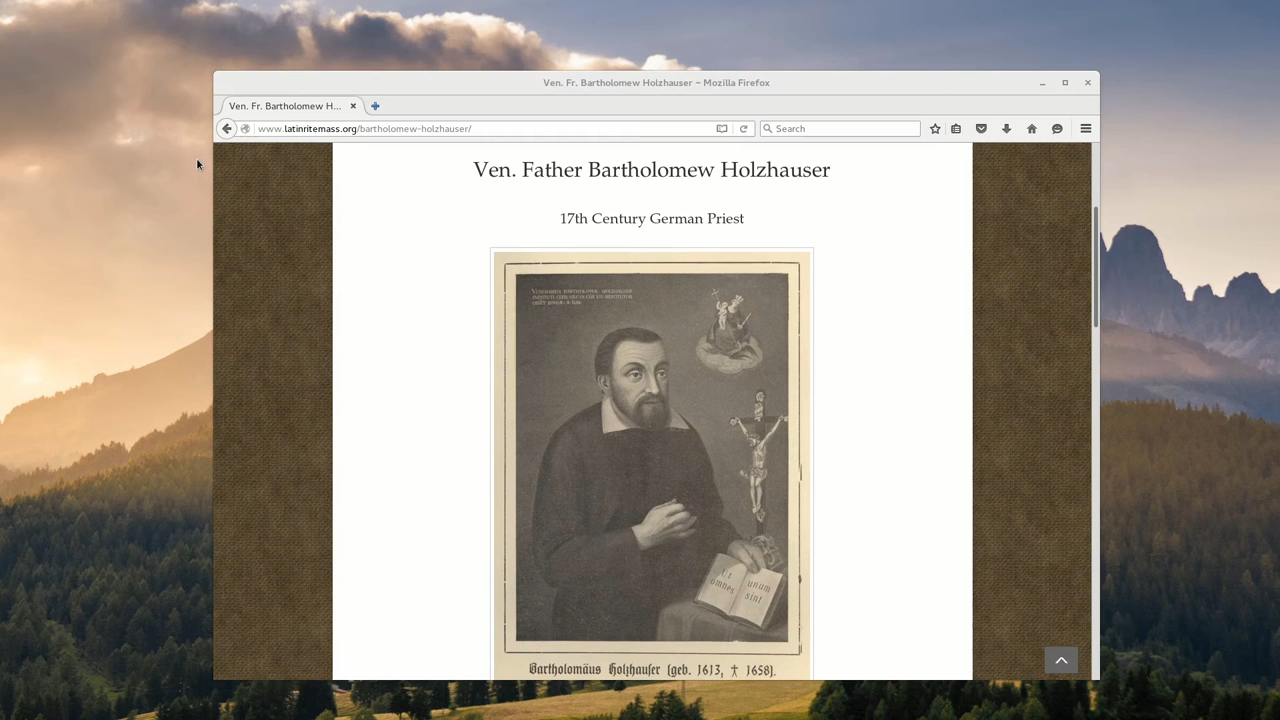 Ven. Fr. Bartholomew Holzhauser – Mozilla Firefox
Ven. Fr. Bartholomew H...
www.latinritemass.org/bartholomew-holzhauser/
Search
Ven. Father Bartholomew Holzhauser
17th Century German Priest
Ut omnes
unum sint
Bartholomäus Holzhauser (geb. 1613, † 1658).